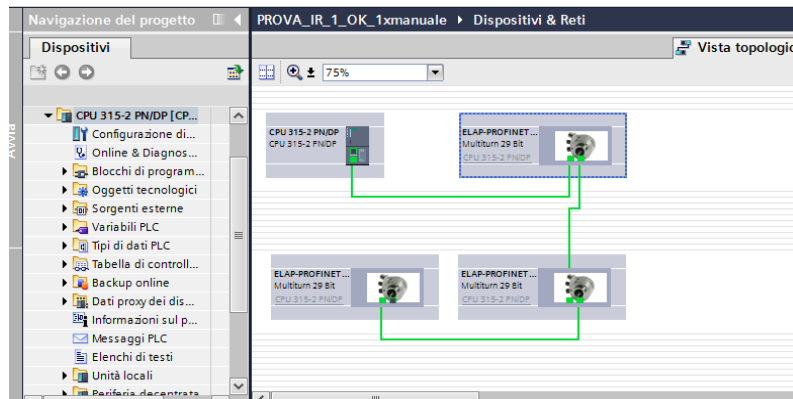 Navigazione del progetto
PROVA_IR_1_OK_1xmanuale ▸ Dispositivi & Reti
Dispositivi
Vista topologic
75%
Avvia
CPU 315-2 PN/DP [CP...
Configurazione di...
Online & Diagnos...
Blocchi di program...
Oggetti tecnologici
Sorgenti esterne
Variabili PLC
Tipi di dati PLC
Tabella di controll...
Backup online
Dati proxy dei dis...
Informazioni sul p...
Messaggi PLC
Elenchi di testi
Unità locali
Periferia decentrata
CPU 315-2 PN/DP
CPU 315-2 PN/DP
ELAP-PROFINET...
Multiturn 29 Bit
CPU 315-2 PN/DP
ELAP-PROFINET...
Multiturn 29 Bit
CPU 315-2 PN/DP
ELAP-PROFINET...
Multiturn 29 Bit
CPU 315-2 PN/DP